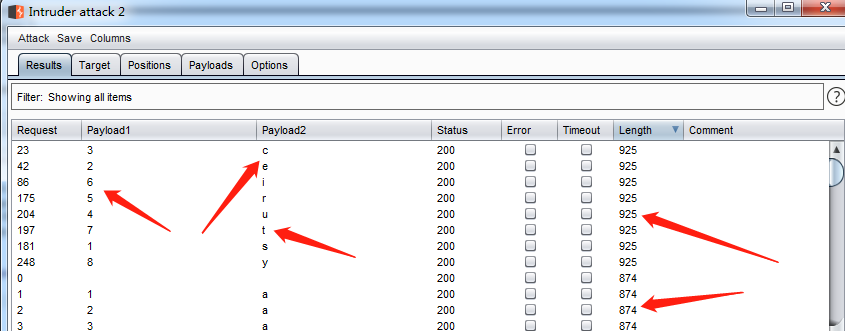 Intruder attack 2
Attack Save Columns
Results Target Positions Payloads Options
Filter: Showing all items ?
Request Payload1 Payload2 Status Error Timeout Length Comment
23 3 c 200 925
42 2 e 200 925
86 6 i 200 925
175 5 r 200 925
204 4 u 200 925
197 7 t 200 925
181 1 s 200 925
248 8 y 200 925
0 200 874
1 1 a 200 874
2 2 a 200 874
3 3 a 200 874